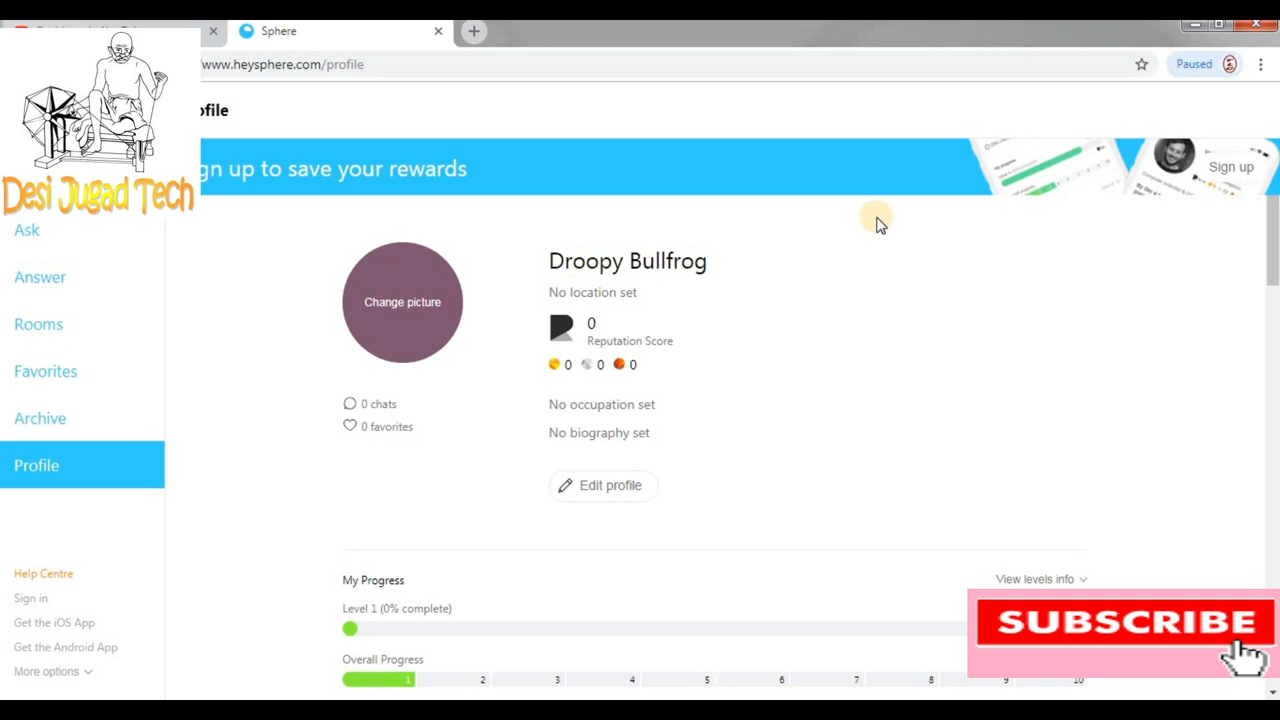 Sphere
www.heysphere.com/profile
Paused
ofile
gn up to save your rewards
Sign up
Desi Jugad Tech
Ask
Answer
Rooms
Favorites
Archive
Profile
Help Centre
Sign in
Get the iOS App
Get the Android App
More options
Change picture
0 chats
0 favorites
Droopy Bullfrog
No location set
0
Reputation Score
0 0 0
No occupation set
No biography set
Edit profile
My Progress
View levels info
Level 1 (0% complete)
Overall Progress
1 2 3 4 5 6 7 8 9 10
SUBSCRIBE